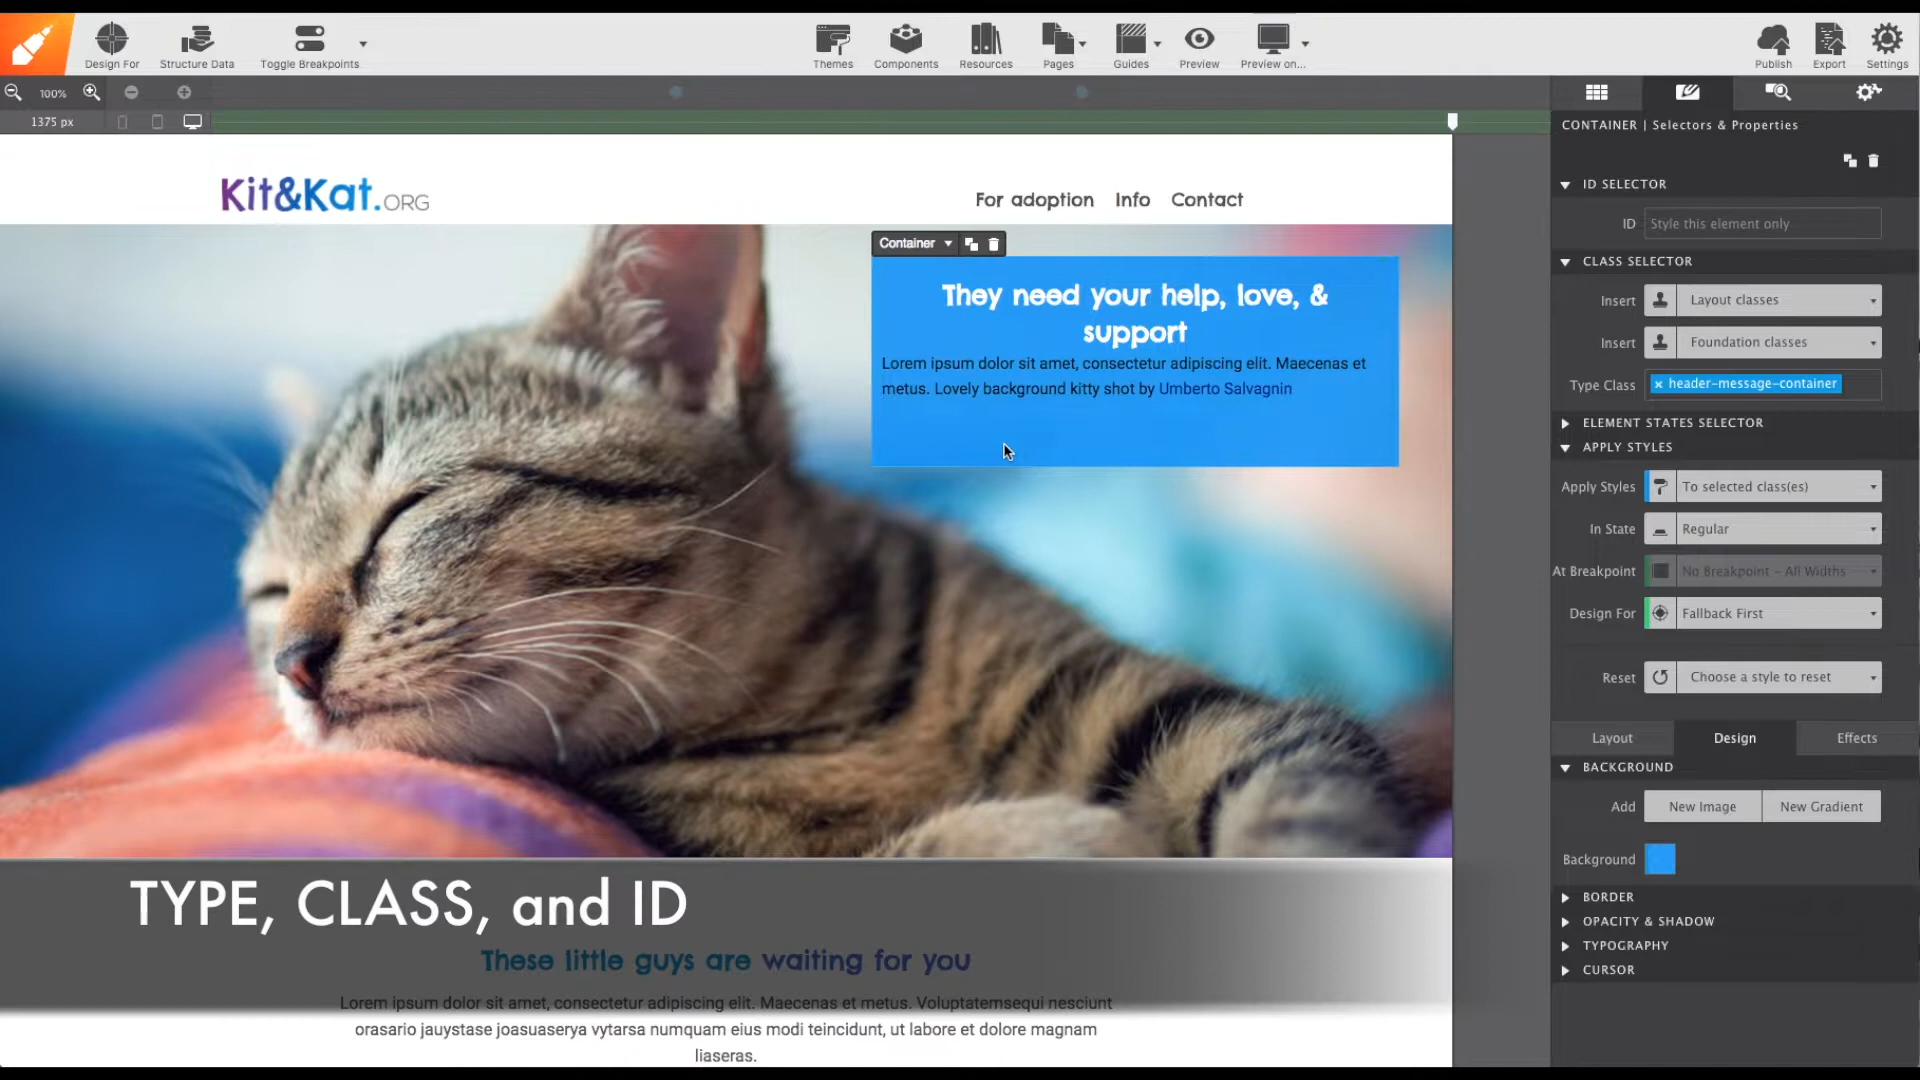 Design For
Structure Data
Toggle Breakpoints
Themes
Components
Resources
Pages
Guides
Preview
Preview on...
Publish
Export
Settings
100%
1375 px
Kit&Kat.ORG
For adoption Info Contact
Container
They need your help, love, &
support
Lorem ipsum dolor sit amet, consectetur adipiscing elit. Maecenas et
metus. Lovely background kitty shot by Umberto Salvagnin
TYPE, CLASS, and ID
These little guys are waiting for you
Lorem ipsum dolor sit amet, consectetur adipiscing elit. Maecenas et metus. Voluptatemsequi nesciunt
orasario jauystase joasuaserya vytarsa numquam eius modi teincidunt, ut labore et dolore magnam
liaseras.
CONTAINER | Selectors & Properties
ID SELECTOR
ID Style this element only
CLASS SELECTOR
Insert Layout classes
Insert Foundation classes
Type Class × header-message-container
ELEMENT STATES SELECTOR
APPLY STYLES
Apply Styles To selected class(es)
In State Regular
At Breakpoint No Breakpoint - All Widths
Design For Fallback First
Reset Choose a style to reset
Layout Design Effects
BACKGROUND
Add New Image New Gradient
Background
BORDER
OPACITY & SHADOW
TYPOGRAPHY
CURSOR